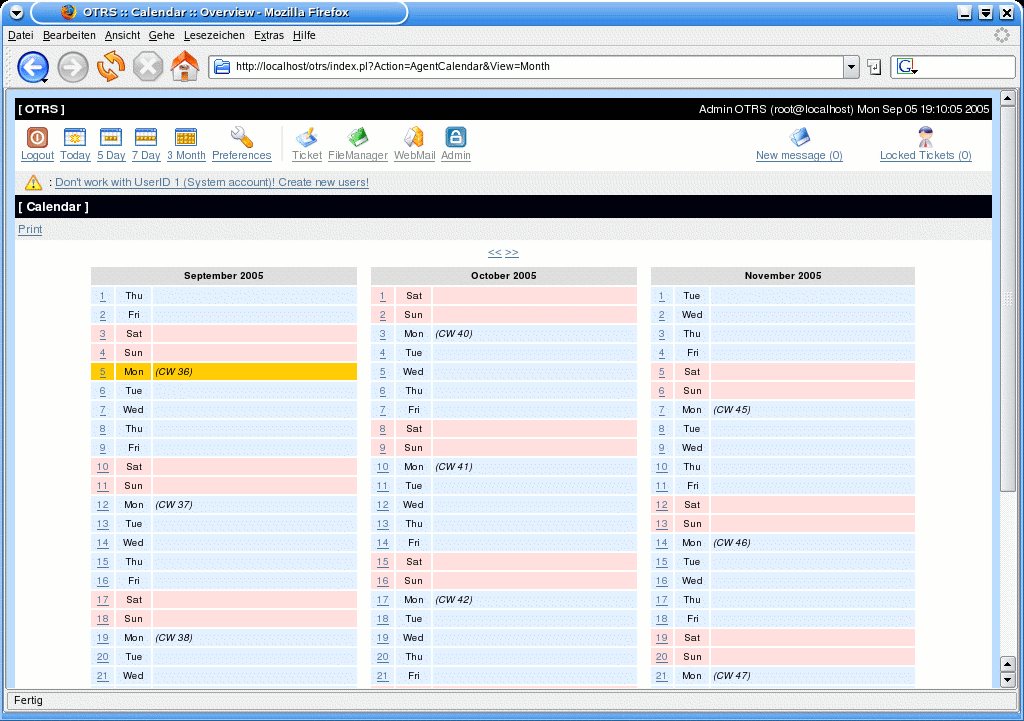 OTRS :: Calendar :: Overview - Mozilla Firefox
Datei Bearbeiten Ansicht Gehe Lesezeichen Extras Hilfe
http://localhost/otrs/index.pl?Action=AgentCalendar&View=Month G
[ OTRS ] Admin OTRS (root@localhost) Mon Sep 05 19:10:05 2005
Logout Today 5 Day 7 Day 3 Month Preferences Ticket FileManager WebMail Admin New message (0) Locked Tickets (0)
: Don't work with UserID 1 (System account)! Create new users!
[ Calendar ]
Print
<< >>
September 2005 October 2005 November 2005
1 Thu 1 Sat 1 Tue
2 Fri 2 Sun 2 Wed
3 Sat 3 Mon (CW 40) 3 Thu
4 Sun 4 Tue 4 Fri
5 Mon (CW 36) 5 Wed 5 Sat
6 Tue 6 Thu 6 Sun
7 Wed 7 Fri 7 Mon (CW 45)
8 Thu 8 Sat 8 Tue
9 Fri 9 Sun 9 Wed
10 Sat 10 Mon (CW 41) 10 Thu
11 Sun 11 Tue 11 Fri
12 Mon (CW 37) 12 Wed 12 Sat
13 Tue 13 Thu 13 Sun
14 Wed 14 Fri 14 Mon (CW 46)
15 Thu 15 Sat 15 Tue
16 Fri 16 Sun 16 Wed
17 Sat 17 Mon (CW 42) 17 Thu
18 Sun 18 Tue 18 Fri
19 Mon (CW 38) 19 Wed 19 Sat
20 Tue 20 Thu 20 Sun
21 Wed 21 Fri 21 Mon (CW 47)
Fertig